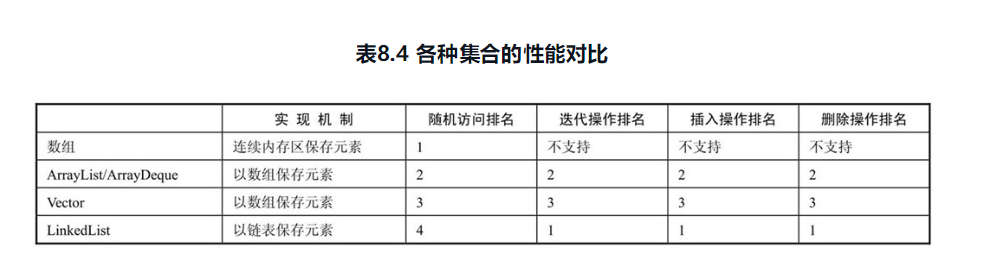 表8.4 各种集合的性能对比
实 现 机 制 随机访问排名 迭代操作排名 插入操作排名 删除操作排名
数组 连续内存区保存元素 1 不支持 不支持 不支持
ArrayList/ArrayDeque 以数组保存元素 2 2 2 2
Vector 以数组保存元素 3 3 3 3
LinkedList 以链表保存元素 4 1 1 1